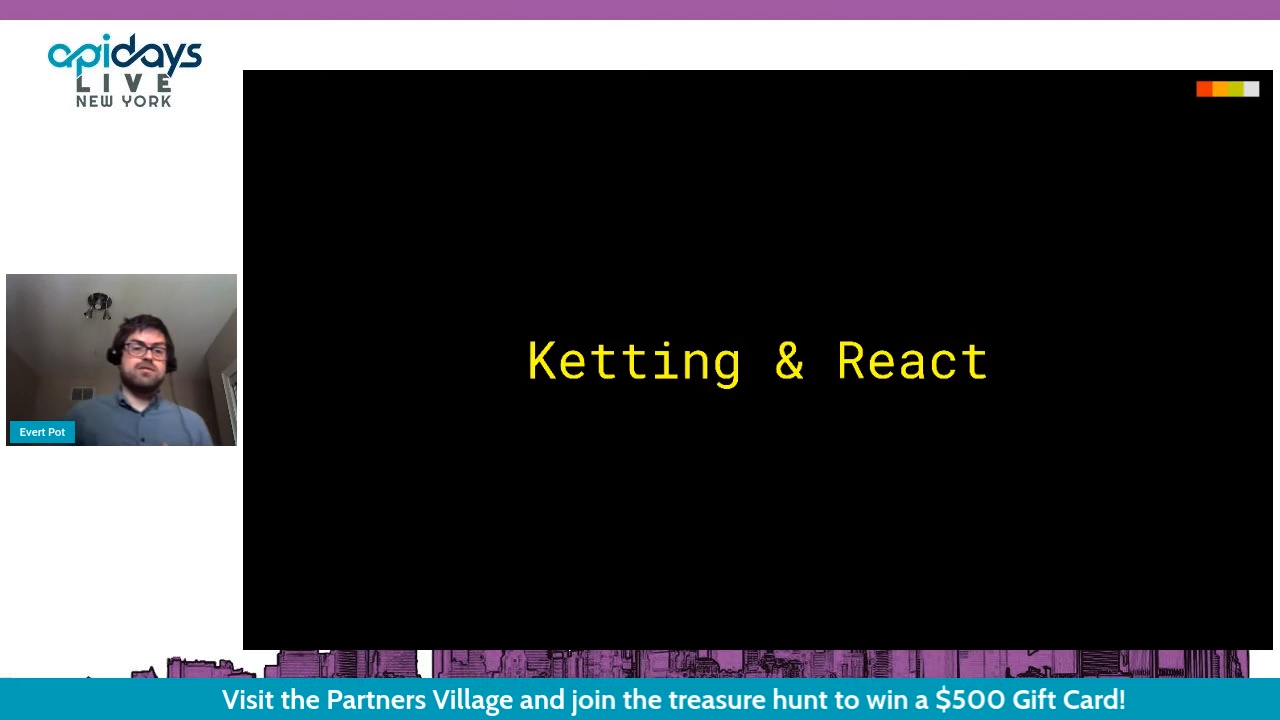 apidays
LIVE
NEW YORK
Ketting & React
Evert Pot
Visit the Partners Village and join the treasure hunt to win a $500 Gift Card!